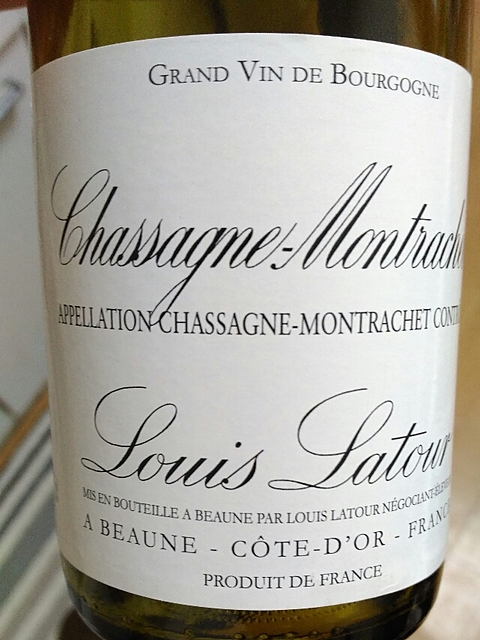 GRAND VIN DE BOURGOGNE
Chassagne-Montrach
APPELLATION CHASSAGNE-MONTRACHET CONT
Louis Latour
MIS EN BOUTEILLE A BEAUNE PAR LOUIS LATOUR NÉGOCIANT-ÉLEVE
A BEAUNE - CÔTE-D'OR - FRANC
PRODUIT DE FRANCE